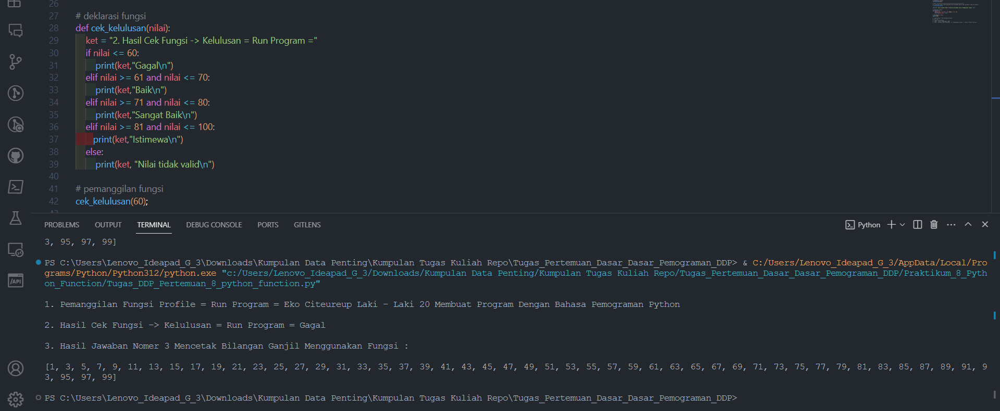 26
27 # deklarasi fungsi
28 def cek_kelulusan(nilai):
29 ket = "2. Hasil Cek Fungsi -> Kelulusan = Run Program ="
30 if nilai <= 60:
31 print(ket,"Gagal\n")
32 elif nilai >= 61 and nilai <= 70:
33 print(ket,"Baik\n")
34 elif nilai >= 71 and nilai <= 80:
35 print(ket,"Sangat Baik\n")
36 elif nilai >= 81 and nilai <= 100:
37 print(ket,"Istimewa\n")
38 else:
39 print(ket, "Nilai tidak valid\n")
40
41 # pemanggilan fungsi
42 cek_kelulusan(60);
PROBLEMS OUTPUT TERMINAL DEBUG CONSOLE PORTS GITLENS Python
3, 95, 97, 99]
PS C:\Users\Lenovo_Ideapad_G_3\Downloads\Kumpulan Data Penting\Kumpulan Tugas Kuliah Repo\Tugas_Pertemuan_Dasar_Dasar_Pemograman_DDP> & C:/Users/Lenovo_Ideapad_G_3/AppData/Local/Pro
grams/Python/Python312/python.exe "c:/Users/Lenovo_Ideapad_G_3/Downloads/Kumpulan Data Penting/Kumpulan Tugas Kuliah Repo/Tugas_Pertemuan_Dasar_Dasar_Pemograman_DDP/Praktikum_8_Pyth
on_Function/Tugas_DDP_Pertemuan_8_python_function.py"
1. Pemanggilan Fungsi Profile = Run Program = Eko Citeureup Laki - Laki 20 Membuat Program Dengan Bahasa Pemograman Python
2. Hasil Cek Fungsi -> Kelulusan = Run Program = Gagal
3. Hasil Jawaban Nomer 3 Mencetak Bilangan Ganjil Menggunakan Fungsi :
[1, 3, 5, 7, 9, 11, 13, 15, 17, 19, 21, 23, 25, 27, 29, 31, 33, 35, 37, 39, 41, 43, 45, 47, 49, 51, 53, 55, 57, 59, 61, 63, 65, 67, 69, 71, 73, 75, 77, 79, 81, 83, 85, 87, 89, 91, 9
3, 95, 97, 99]
PS C:\Users\Lenovo_Ideapad_G_3\Downloads\Kumpulan Data Penting\Kumpulan Tugas Kuliah Repo\Tugas_Pertemuan_Dasar_Dasar_Pemograman_DDP>
/API